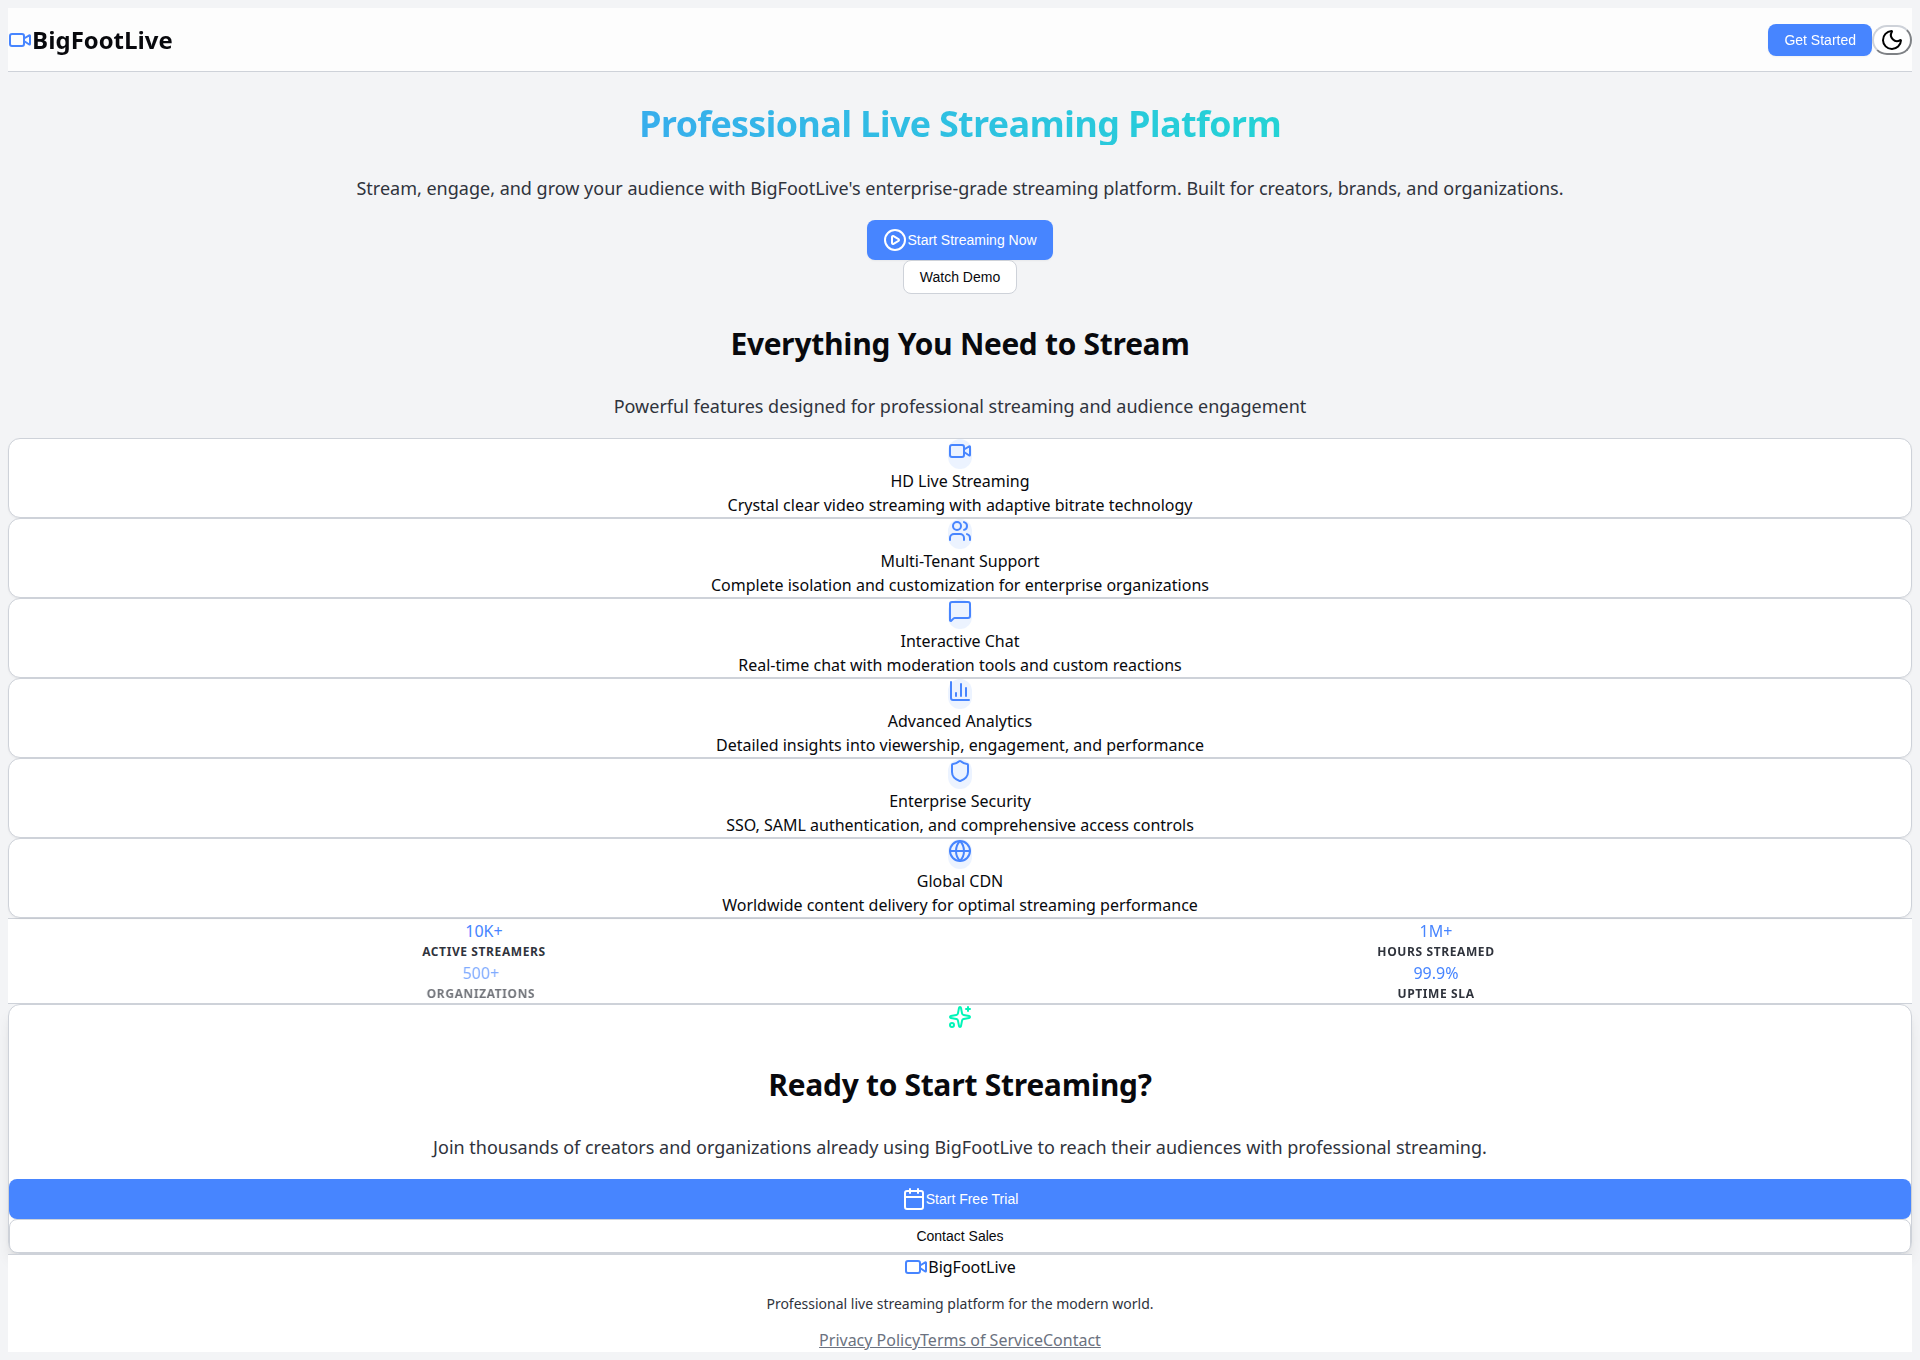 BigFootLive
Get Started
Professional Live Streaming Platform
Stream, engage, and grow your audience with BigFootLive's enterprise-grade streaming platform. Built for creators, brands, and organizations.
Start Streaming Now
Watch Demo
Everything You Need to Stream
Powerful features designed for professional streaming and audience engagement
HD Live Streaming
Crystal clear video streaming with adaptive bitrate technology
Multi-Tenant Support
Complete isolation and customization for enterprise organizations
Interactive Chat
Real-time chat with moderation tools and custom reactions
Advanced Analytics
Detailed insights into viewership, engagement, and performance
Enterprise Security
SSO, SAML authentication, and comprehensive access controls
Global CDN
Worldwide content delivery for optimal streaming performance
10K+
ACTIVE STREAMERS
1M+
HOURS STREAMED
500+
ORGANIZATIONS
99.9%
UPTIME SLA
Ready to Start Streaming?
Join thousands of creators and organizations already using BigFootLive to reach their audiences with professional streaming.
Start Free Trial
Contact Sales
BigFootLive
Professional live streaming platform for the modern world.
Privacy PolicyTerms of ServiceContact